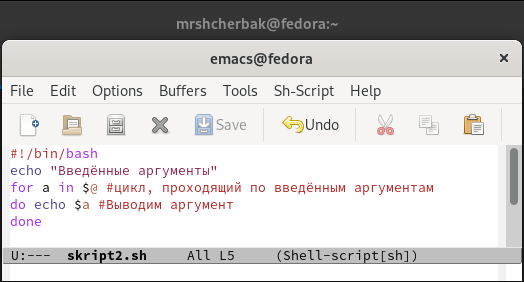 mrshcherbak@fedora:~
emacs@fedora
File Edit Options Buffers Tools Sh-Script Help
Save Undo
#!/bin/bash
echo "Введённые аргументы"
for a in $@ #цикл, проходящий по введённым аргументам
do echo $a #Выводим аргумент
done
U:--- skript2.sh All L5 (Shell-script[sh])